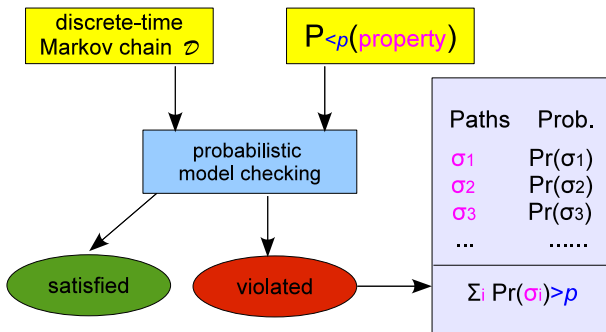 discrete-time
Markov chain 𝒟
P<p(property)
probabilistic
model checking
satisfied
violated
Paths Prob.
σ1 Pr(σ1)
σ2 Pr(σ2)
σ3 Pr(σ3)
... ......
Σi Pr(σi)>p